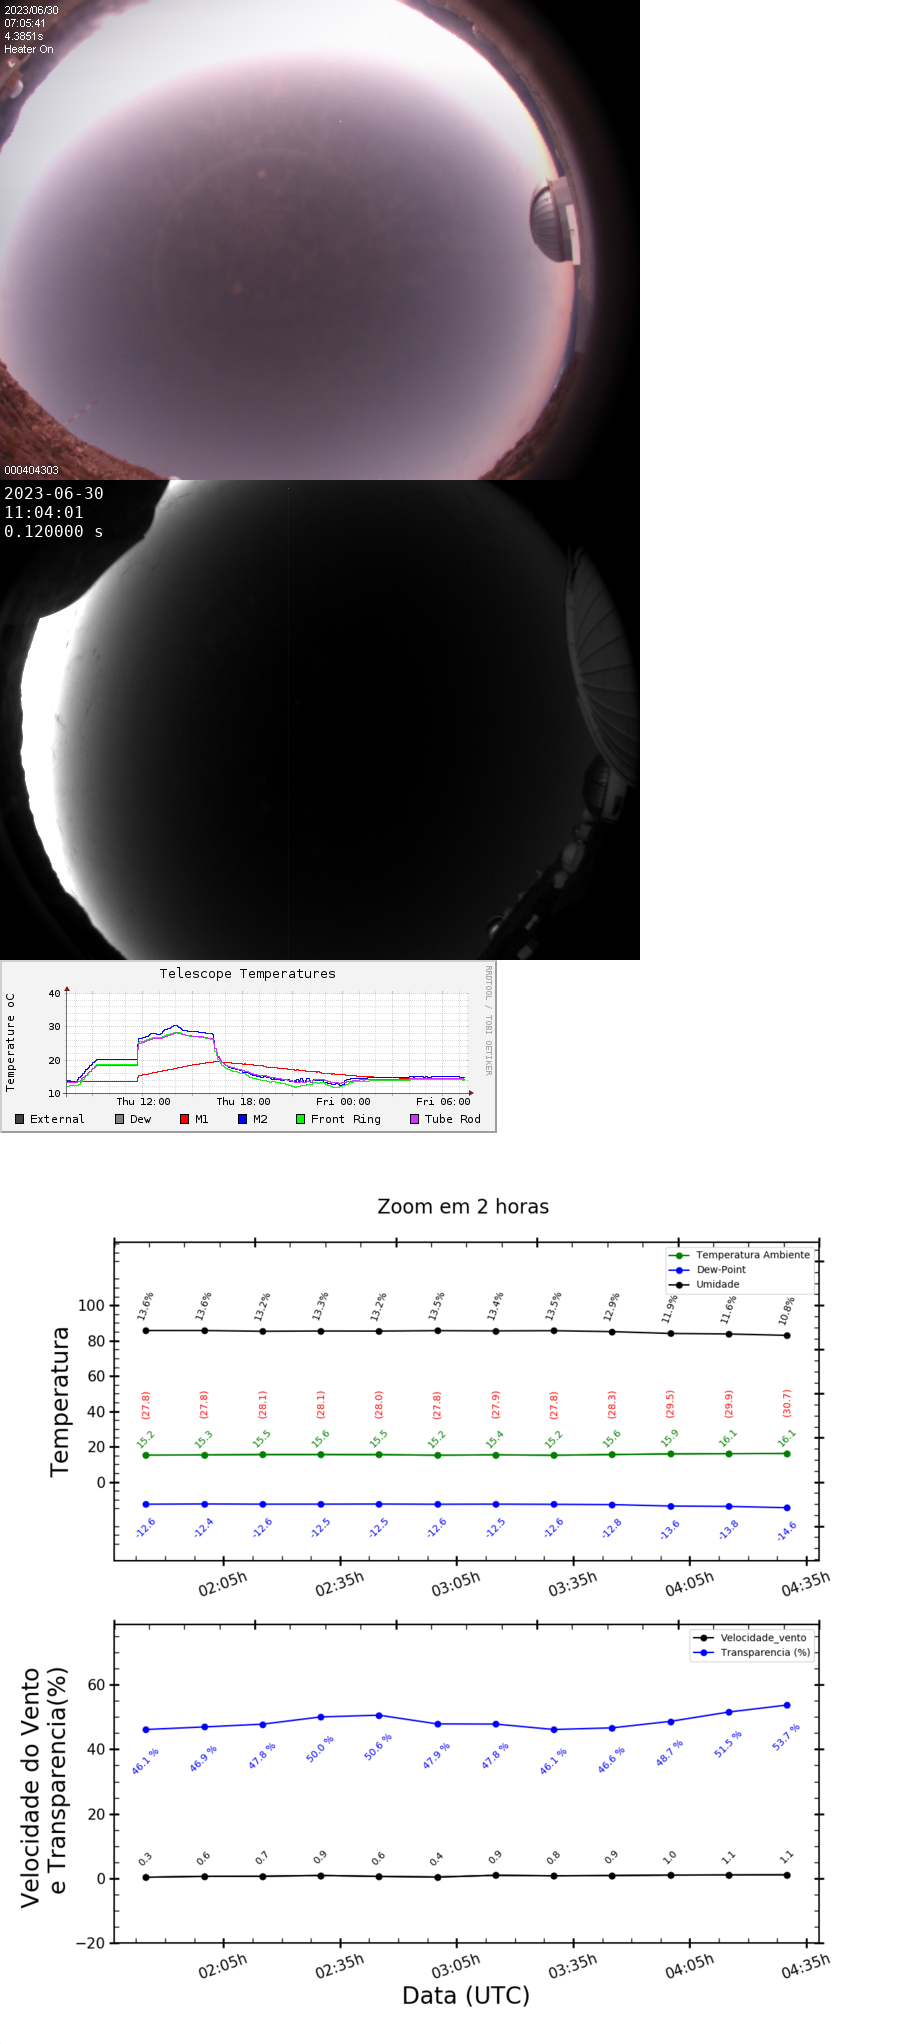 2023/06/30
07:05:41
4.3851s
Heater On
000404303
2023-06-30
11:04:01
0.120000 s
Telescope Temperatures
RRDTOOL / TOBI OETIKER
Temperature oC
40
30
20
10
Thu 12:00 Thu 18:00 Fri 00:00 Fri 06:00
External Dew M1 M2 Front Ring Tube Rod
Zoom em 2 horas
Temperatura Ambiente
Dew-Point
Umidade
Temperatura
100
80
60
40
20
0
13.6% 13.6% 13.2% 13.3% 13.2% 13.5% 13.4% 13.5% 12.9% 11.9% 11.6% 10.8%
(27.8) (27.8) (28.1) (28.1) (28.0) (27.8) (27.9) (27.8) (28.3) (29.5) (29.9) (30.7)
15.2 15.3 15.5 15.6 15.5 15.2 15.4 15.2 15.6 15.9 16.1 16.1
-12.6 -12.4 -12.6 -12.5 -12.5 -12.6 -12.5 -12.6 -12.8 -13.6 -13.8 -14.6
02:05h 02:35h 03:05h 03:35h 04:05h 04:35h
Velocidade_vento
Transparencia (%)
Velocidade do Vento
e Transparencia(%)
60
40
20
0
−20
46.1 % 46.9 % 47.8 % 50.0 % 50.6 % 47.9 % 47.8 % 46.1 % 46.6 % 48.7 % 51.5 % 53.7 %
0.3 0.6 0.7 0.9 0.6 0.4 0.9 0.8 0.9 1.0 1.1 1.1
02:05h 02:35h 03:05h 03:35h 04:05h 04:35h
Data (UTC)